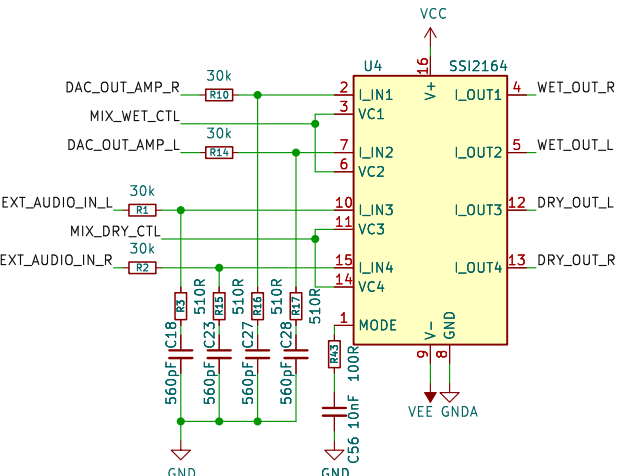 VCC
U4 SSI2164
16
V+
30k
DAC_OUT_AMP_R R10 2 I_IN1 I_OUT1 4 WET_OUT_R
MIX_WET_CTL 3 VC1
30k
DAC_OUT_AMP_L R14 7 I_IN2 I_OUT2 5 WET_OUT_L
6 VC2
30k
EXT_AUDIO_IN_L R1 10 I_IN3 I_OUT3 12 DRY_OUT_L
MIX_DRY_CTL 11 VC3
30k
EXT_AUDIO_IN_R R2 15 I_IN4 I_OUT4 13 DRY_OUT_R
14 VC4
R3 510R R15 510R R16 510R R17 510R
1 MODE
V- GND
9 8
C18 560pF C23 560pF C27 560pF C28 560pF
R43 100R
C56 10nF
VEE GNDA
GND GND